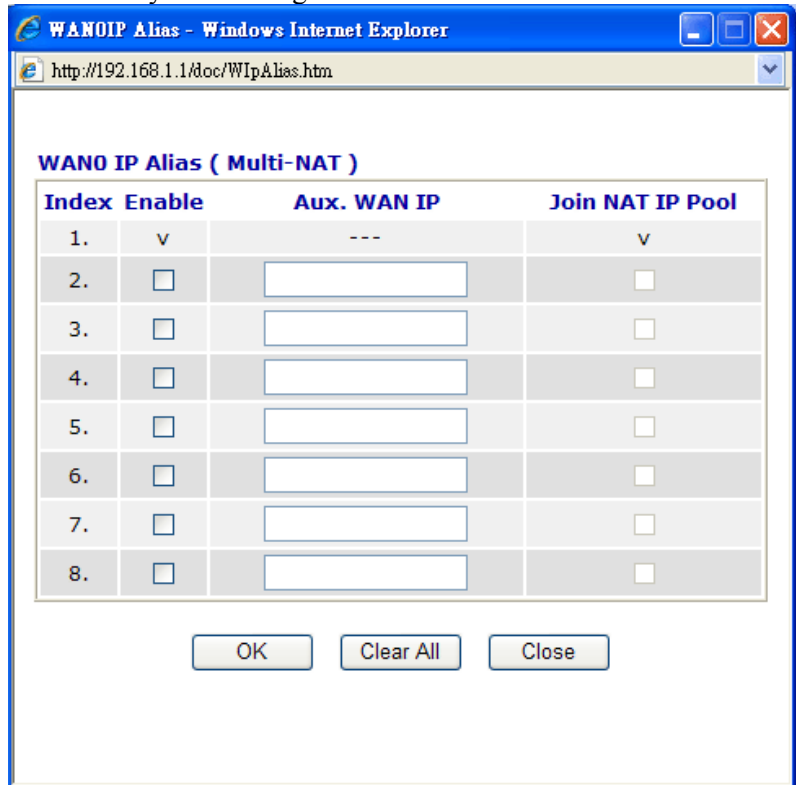 WAN0IP Alias - Windows Internet Explorer
http://192.168.1.1/doc/WIpAlias.htm
WAN0 IP Alias ( Multi-NAT )
Index Enable Aux. WAN IP Join NAT IP Pool
1. v --- v
2.
3.
4.
5.
6.
7.
8.
OK Clear All Close